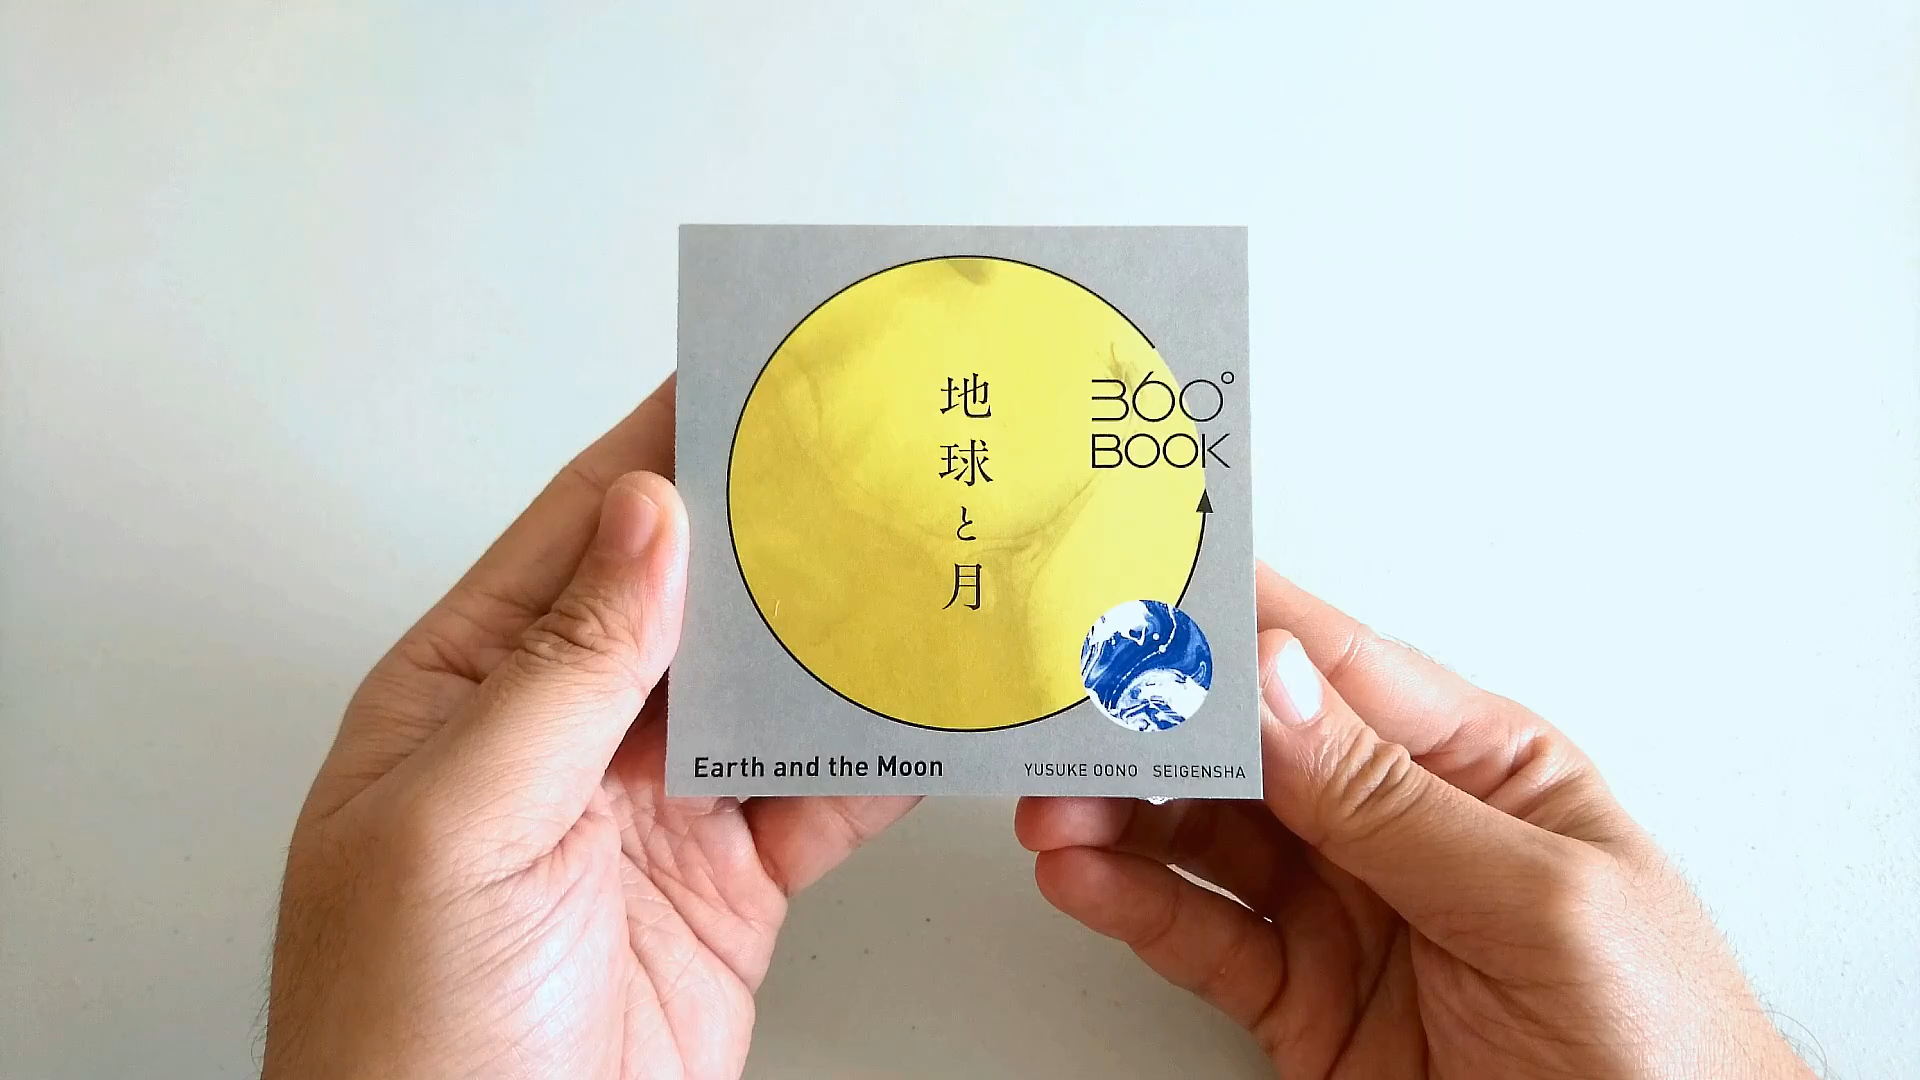 地球と月
360°
BOOK
Earth and the Moon
YUSUKE OONO SEIGENSHA